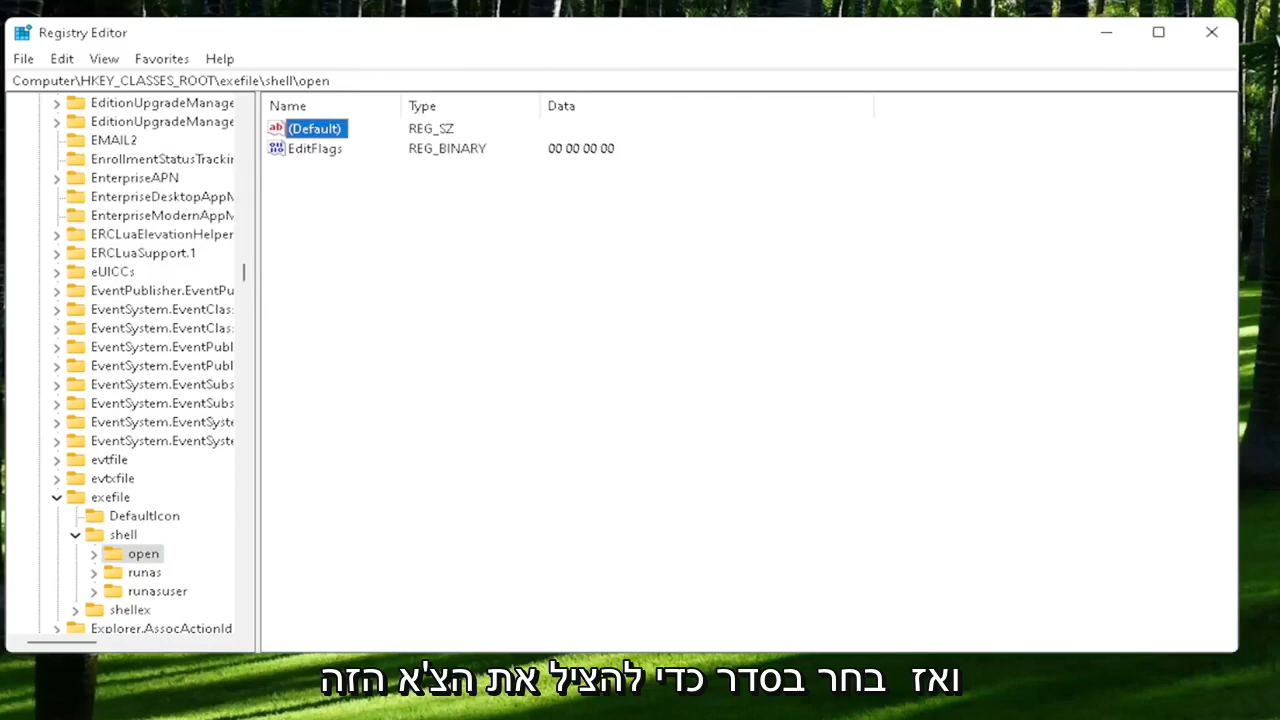 Registry Editor
File Edit View Favorites Help
Computer\HKEY_CLASSES_ROOT\exefile\shell\open
EditionUpgradeManage
EditionUpgradeManage
EMAIL2
EnrollmentStatusTrackin
EnterpriseAPN
EnterpriseDesktopAppM
EnterpriseModernAppM
ERCLuaElevationHelper
ERCLuaSupport.1
eUICCs
EventPublisher.EventPu
EventSystem.EventClas:
EventSystem.EventClas:
EventSystem.EventPubl
EventSystem.EventPubl
EventSystem.EventSubs
EventSystem.EventSubs
EventSystem.EventSyste
EventSystem.EventSyste
evtfile
evtxfile
exefile
DefaultIcon
shell
open
runas
runasuser
shellex
Explorer.AssocActionId
Name Type Data
(Default) REG_SZ
EditFlags REG_BINARY 00 00 00 00
ואז בחר בסדר כדי להציל את הצ'א הזה